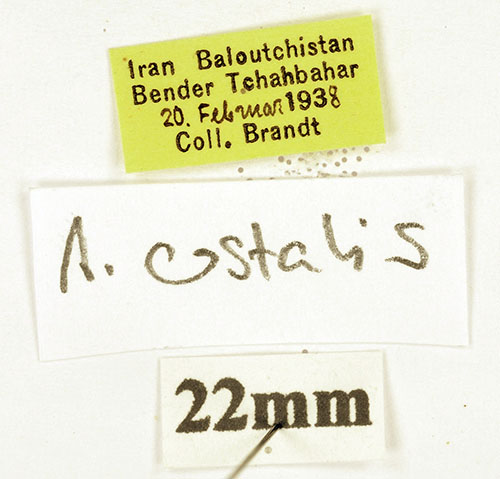 Iran Baloutchistan
Bender Tchahbahar
20. Februar 1938
Coll. Brandt
A. costalis
22mm